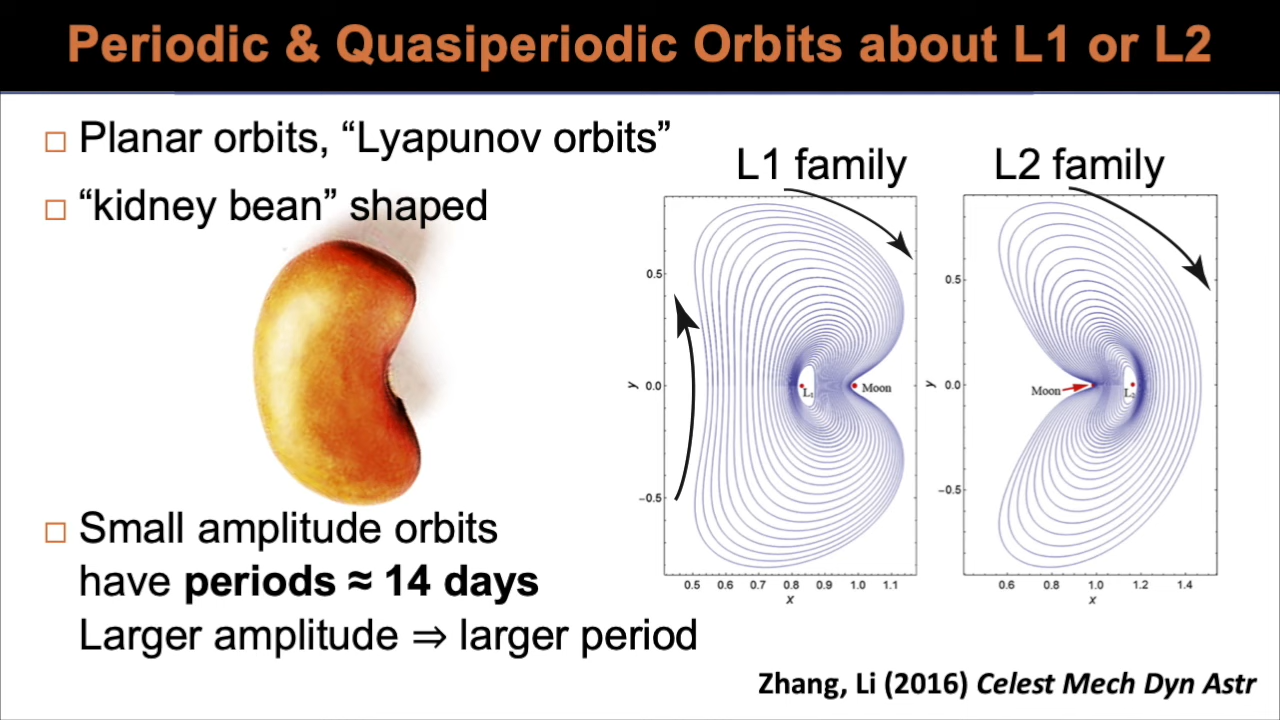 Periodic & Quasiperiodic Orbits about L1 or L2
□ Planar orbits, “Lyapunov orbits”
□ “kidney bean” shaped
□ Small amplitude orbits
have periods ≈ 14 days
Larger amplitude ⇒ larger period
L1 family
0.5
0.0
−0.5
y
L₁
Moon
0.5 0.6 0.7 0.8 0.9 1.0 1.1
x
L2 family
0.5
0.0
−0.5
y
Moon
L₂
0.6 0.8 1.0 1.2 1.4
x
Zhang, Li (2016) Celest Mech Dyn Astr